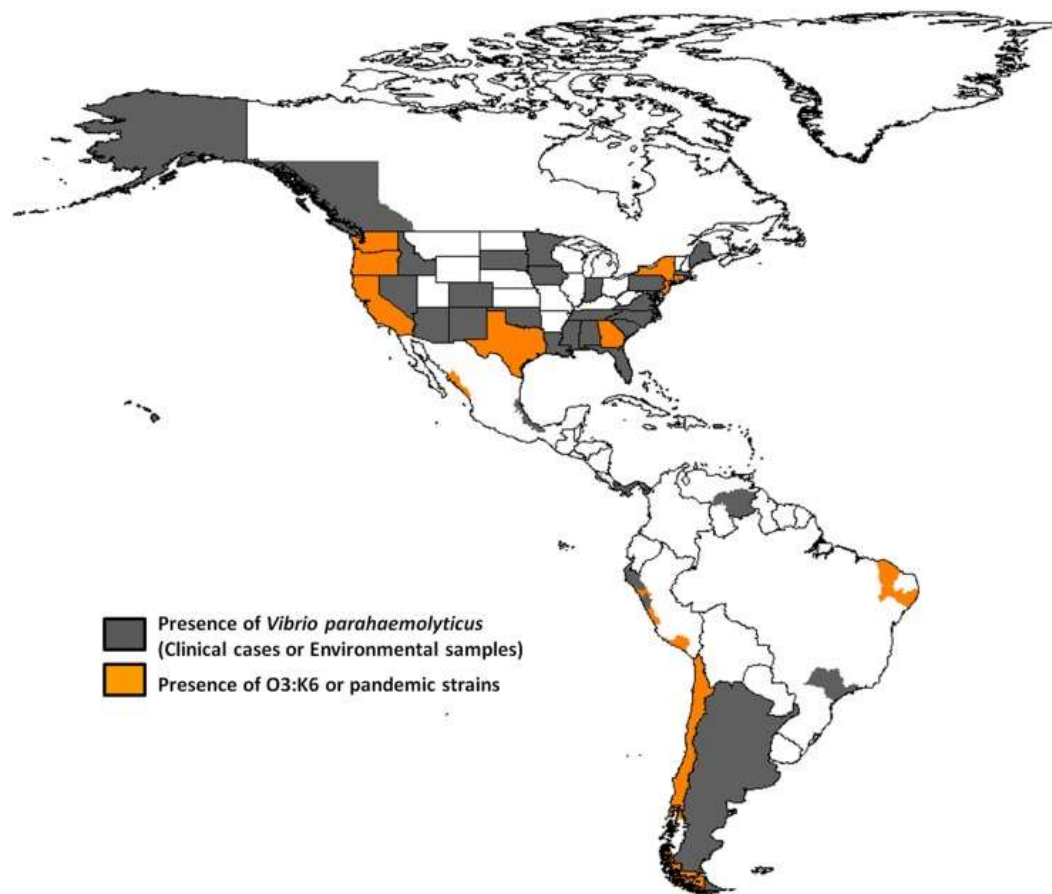 Presence of Vibrio parahaemolyticus
(Clinical cases or Environmental samples)
Presence of O3:K6 or pandemic strains